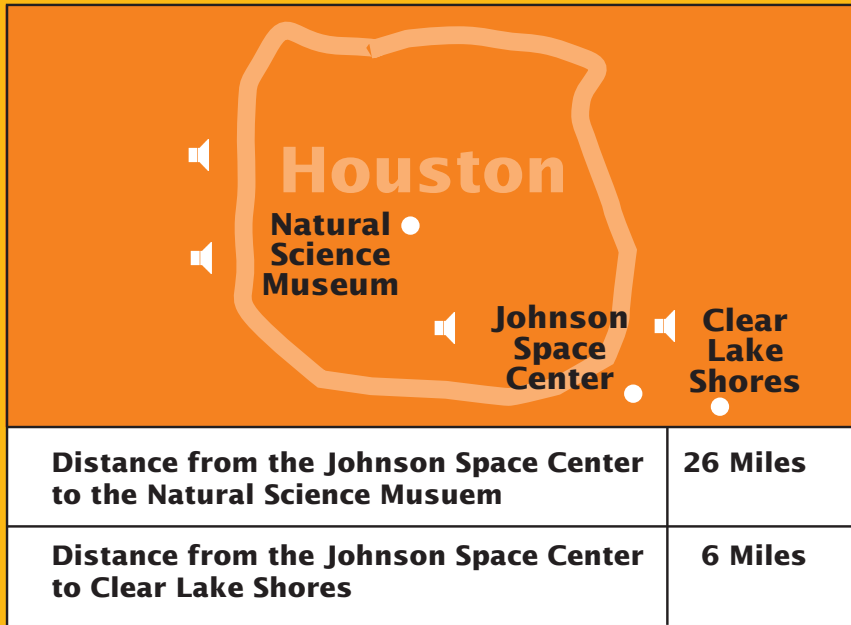 Houston
Natural
Science
Museum
Johnson
Space
Center
Clear
Lake
Shores
Distance from the Johnson Space Center
to the Natural Science Musuem
26 Miles
Distance from the Johnson Space Center
to Clear Lake Shores
6 Miles